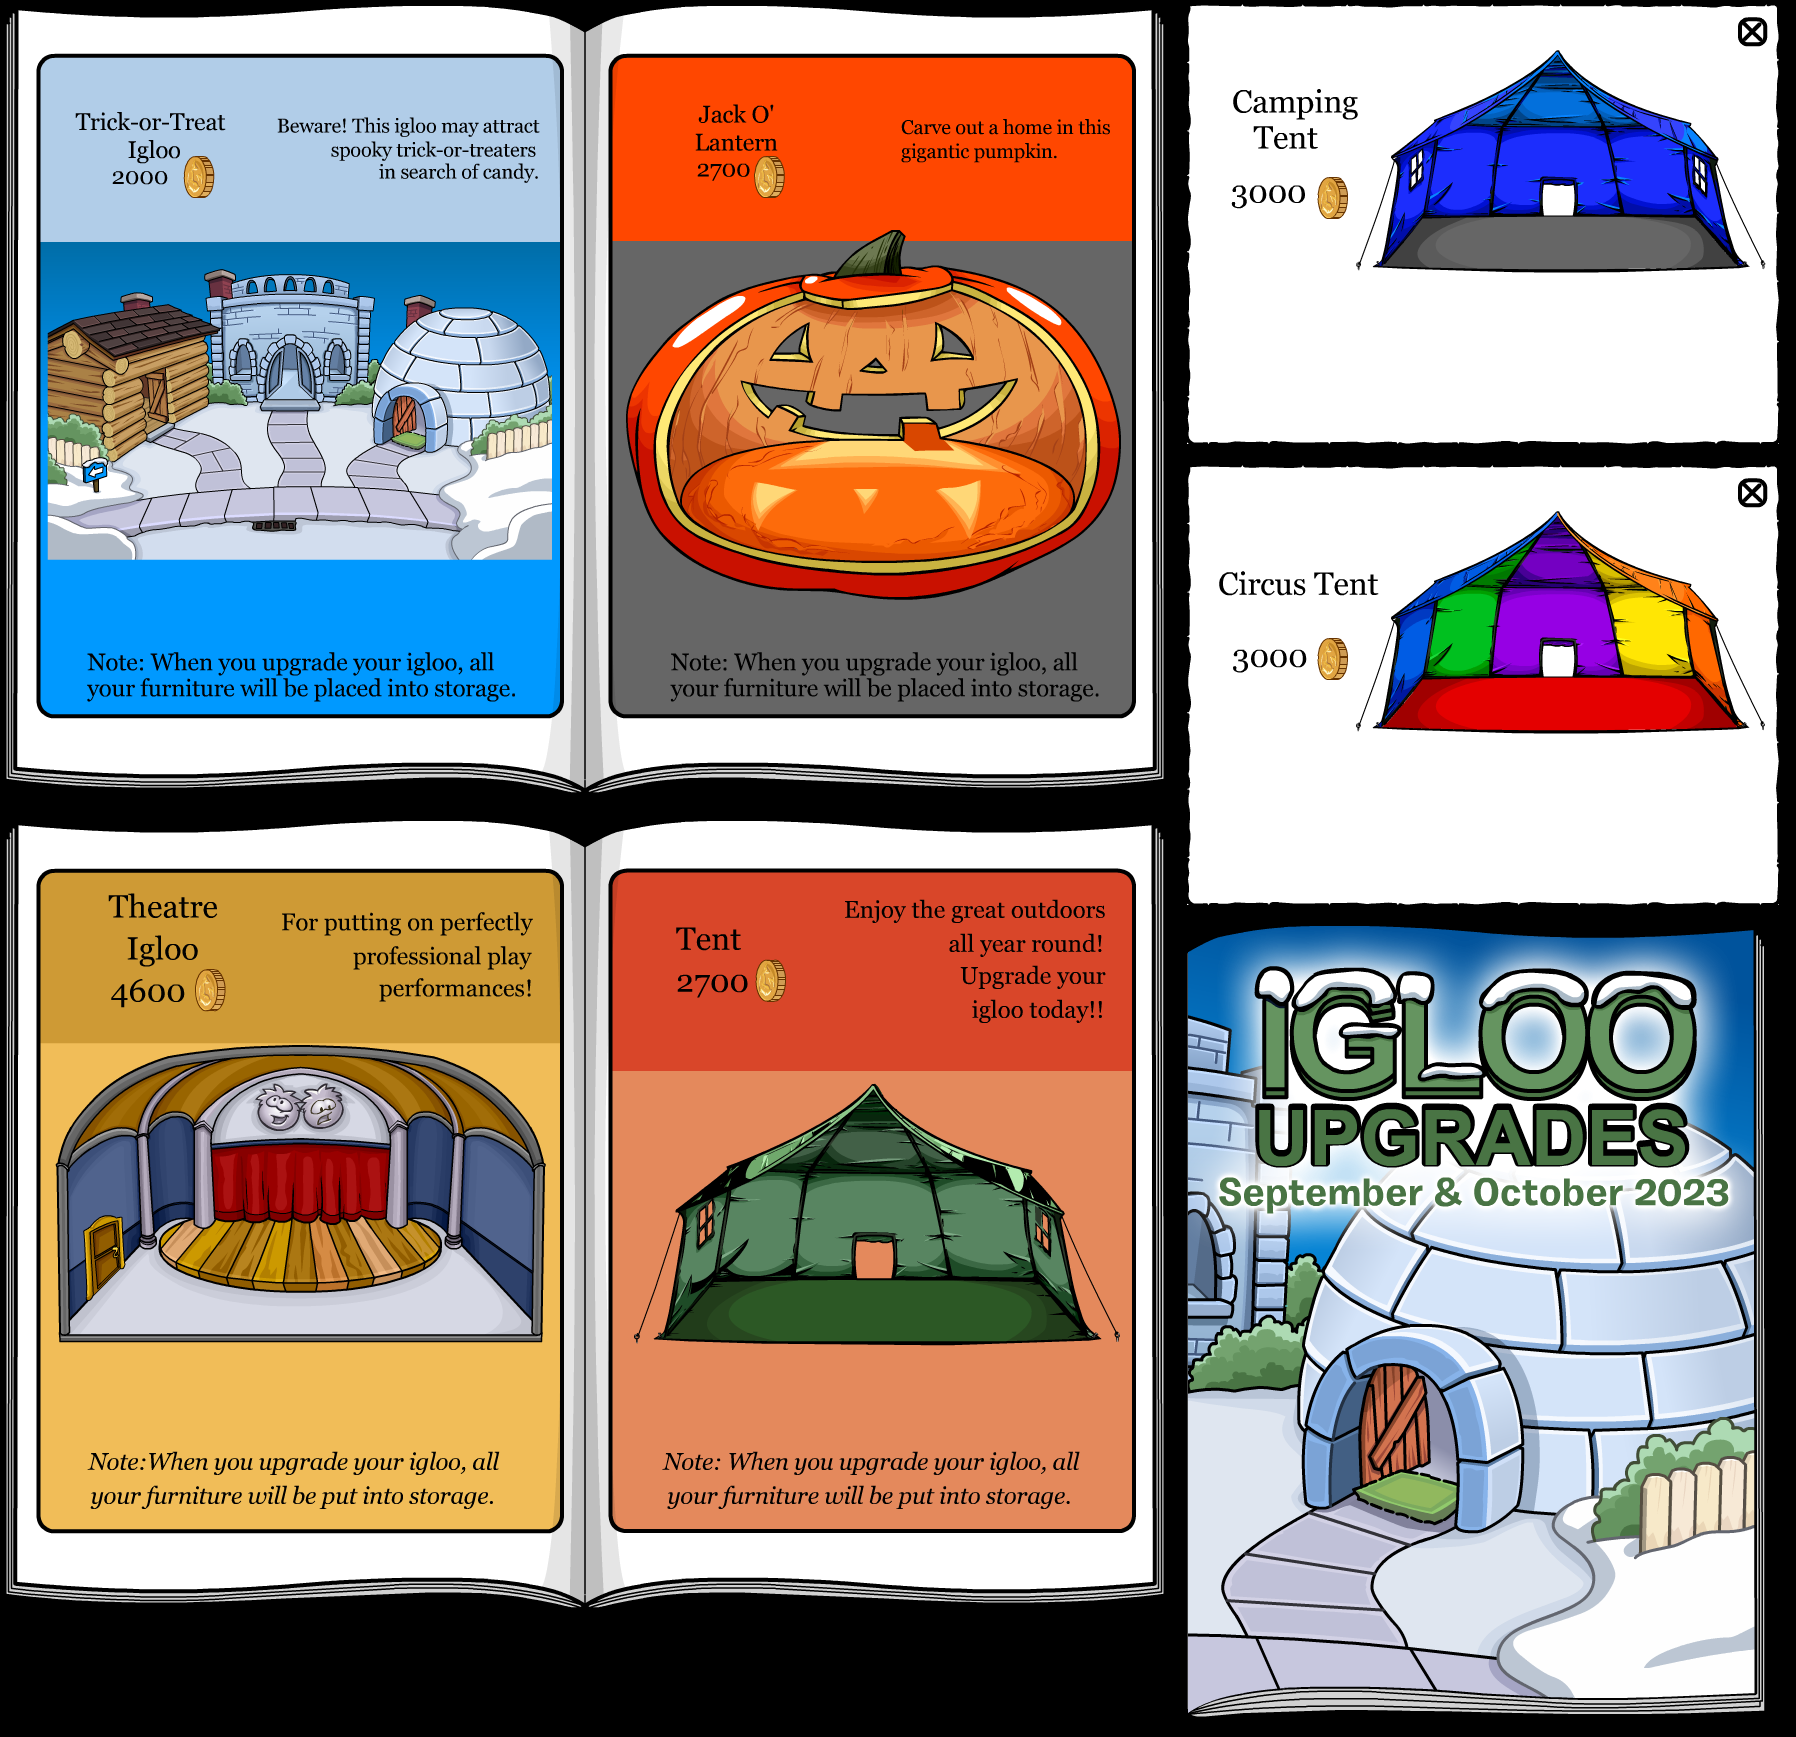 Trick-or-Treat
Igloo
2000
Beware! This igloo may attract
spooky trick-or-treaters
in search of candy.
Note: When you upgrade your igloo, all
your furniture will be placed into storage.
Jack O'
Lantern
2700
Carve out a home in this
gigantic pumpkin.
Note: When you upgrade your igloo, all
your furniture will be placed into storage.
Camping
Tent
3000
Circus Tent
3000
Theatre
Igloo
4600
For putting on perfectly
professional play
performances!
Note:When you upgrade your igloo, all
your furniture will be put into storage.
Tent
2700
Enjoy the great outdoors
all year round!
Upgrade your
igloo today!!
Note: When you upgrade your igloo, all
your furniture will be put into storage.
iGLOO
UPGRADES
September & October 2023